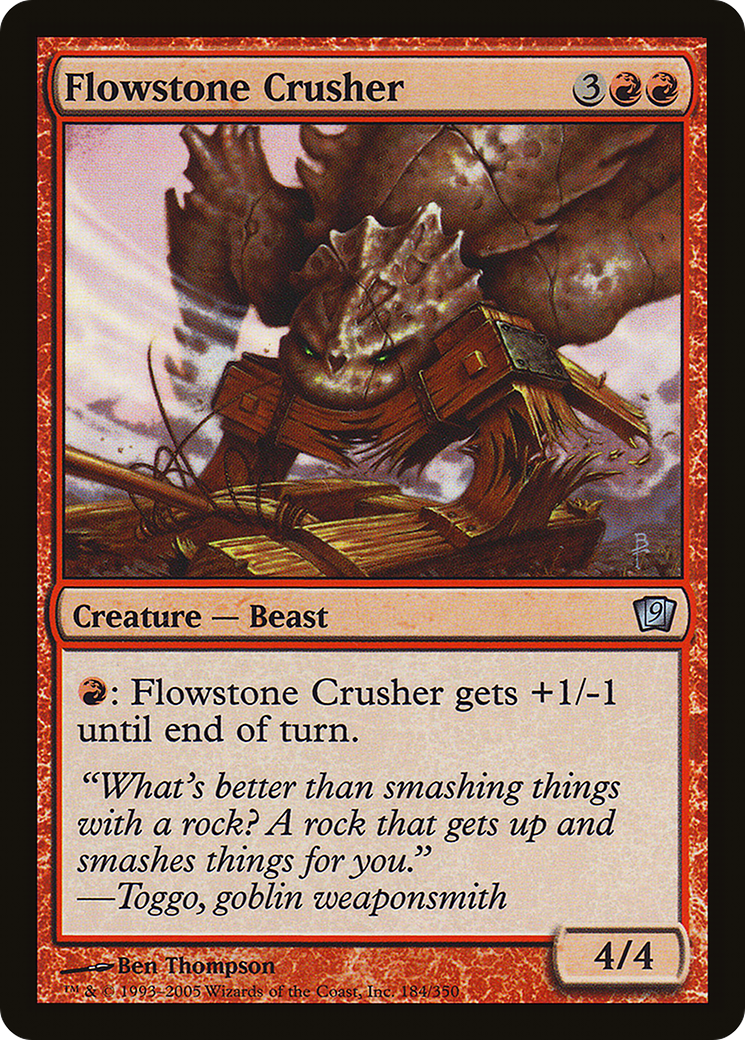 Flowstone Crusher 3
Creature — Beast 9
: Flowstone Crusher gets +1/-1
until end of turn.
“What’s better than smashing things
with a rock? A rock that gets up and
smashes things for you.”
—Toggo, goblin weaponsmith
4/4
Ben Thompson
™ & © 1993–2005 Wizards of the Coast, Inc. 184/350